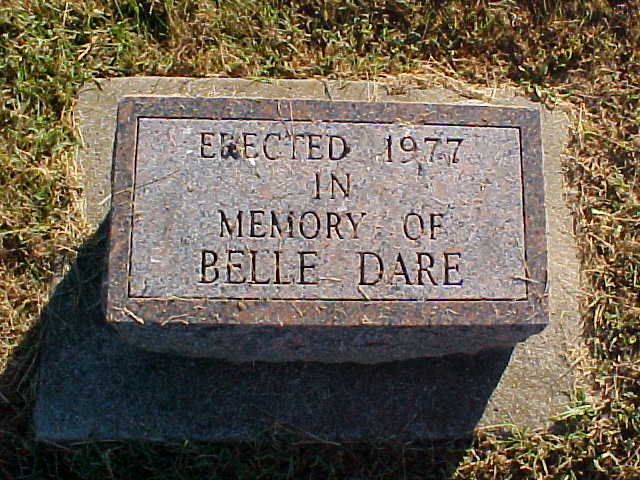 ERECTED 1977
IN
MEMORY OF
BELLE DARE